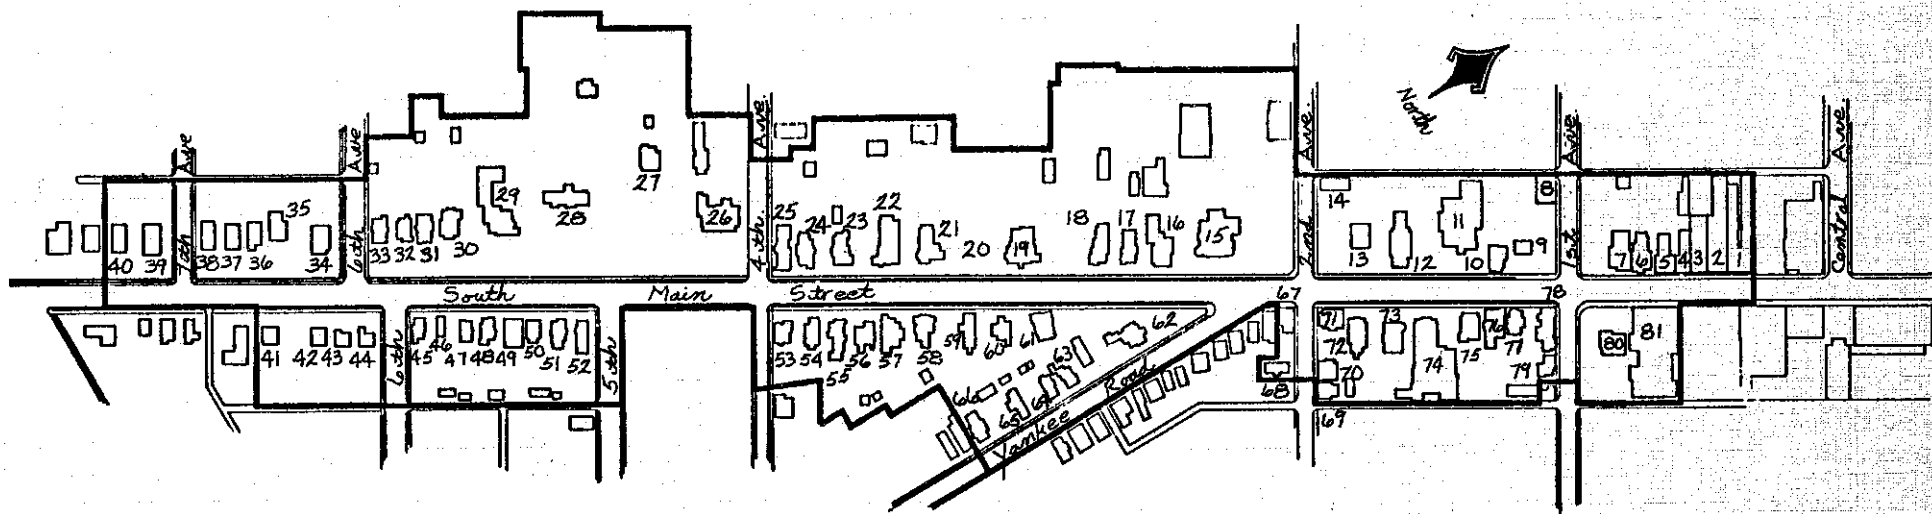 North
7th Ave
6th Ave
4th Ave.
2nd Ave.
1st Ave.
Central Ave.
40 39 38 37 36 35 34 33 32 31 30 29 28 27 26 25 24 23 22 21 20 19 18 17 16 15 14 13 12 11 10 9 8 7 6 5 4 3 2 1
South Main Street
41 42 43 44 45 46 47 48 49 50 51 52 53 54 55 56 57 58 59 60 61 62 63 64 65 66 67 68 69 70 71 72 73 74 75 76 77 78 79 80 81
6th
5th
Yankee Road